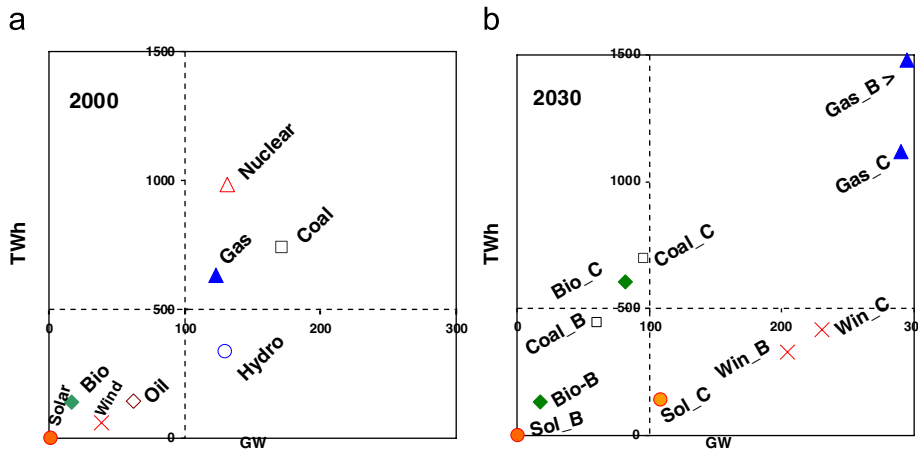 a
1500
2000
Nuclear
1000
Coal
Gas
TWh
500
0
100
200
300
Hydro
Solar
Bio
Wind
Oil
0
GW
b
1500
2030
Gas_B >
1000
Gas_C
TWh
Coal_C
Bio_C
500
0
100
200
30
Coal_B
Win_C
Win_B
Bio-B
Sol_C
Sol_B
0
GW